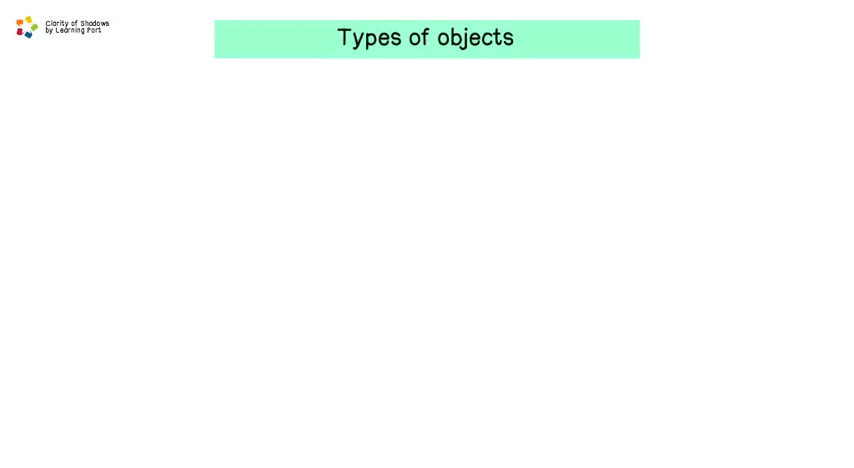 Clarity of Shadows
by Learning Port
Types of objects